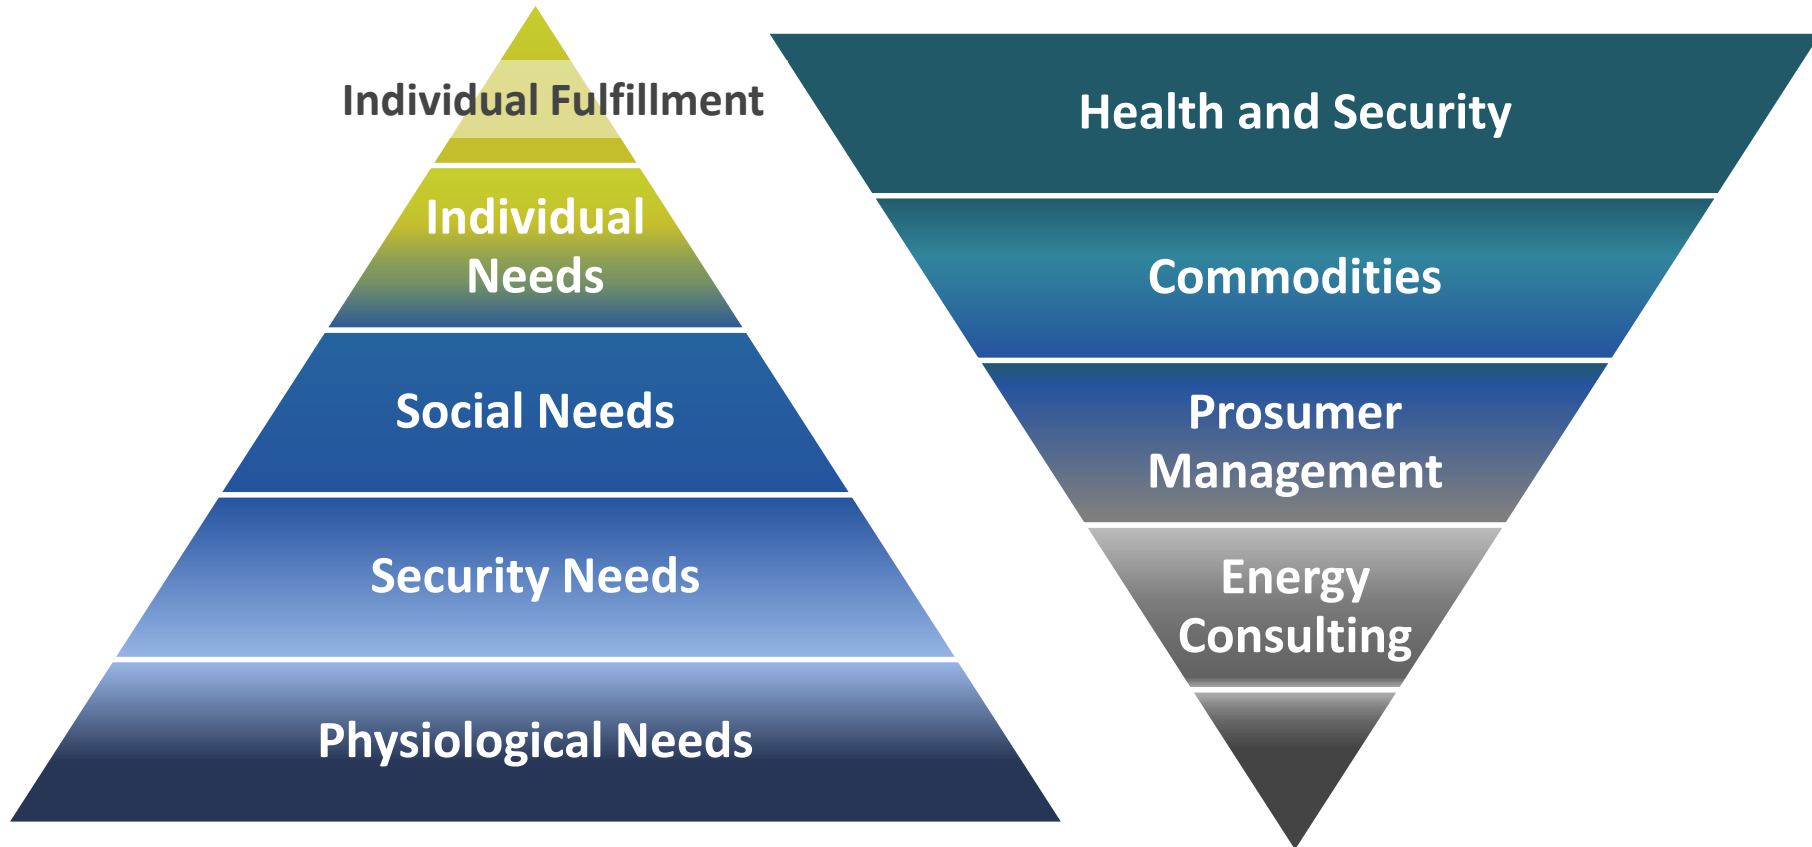 Individual Fulfillment
Individual
Needs
Social Needs
Security Needs
Physiological Needs
Health and Security
Commodities
Prosumer
Management
Energy
Consulting